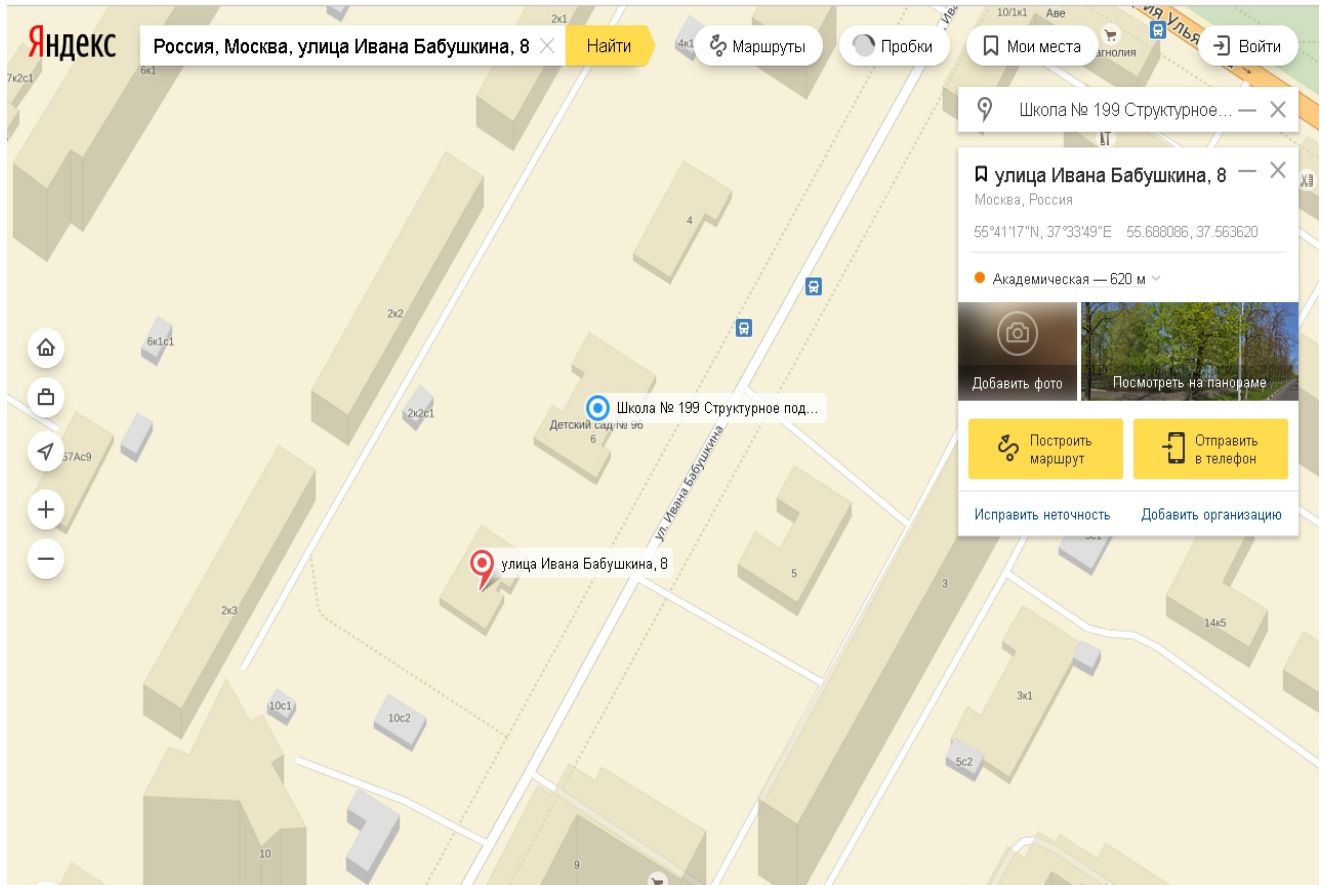 Яндекс
Россия, Москва, улица Ивана Бабушкина, 8
Найти
Маршруты
Пробки
Мои места
Войти
2к1
10/1к1
Аве
4к1
7к2с1
6к1
Школа № 199 Структурное...
улица Ивана Бабушкина, 8
Москва, Россия
55°41'17"N, 37°33'49"E 55.688086, 37.563620
Академическая — 620 м
Добавить фото
Посмотреть на панораме
Построить
маршрут
Отправить
в телефон
Исправить неточность
Добавить организацию
4
2к2
6к1с1
2к2с1
Школа № 199 Структурное под...
Детский сад № 96
6
57Ас9
ул. Ивана Бабушкина
улица Ивана Бабушкина, 8
5
3
2к3
14к5
3к1
10с1
10с2
5с2
10
9